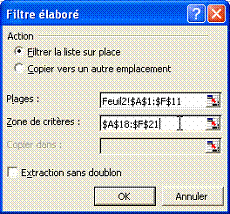 Filtre élaboré
Action
Filtrer la liste sur place
Copier vers un autre emplacement
Plages : Feuil2!$A$1:$F$11
Zone de critères : $A$18:$F$21
Copier dans :
Extraction sans doublon
OK Annuler